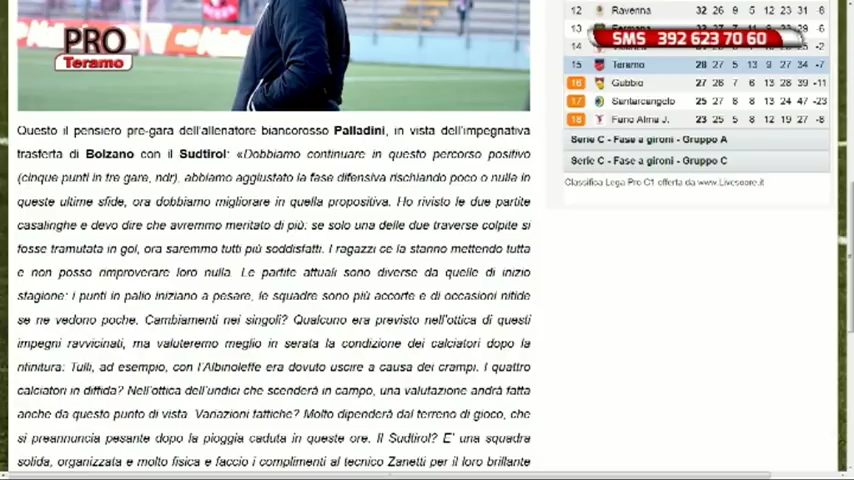 PRO
Teramo
Questo il pensiero pre-gara dell'allenatore biancorosso Palladini, in vista dell'impegnativa
trasferta di Bolzano con il Sudtirol: «Dobbiamo continuare in questo percorso positivo
(cinque punti in tre gare, ndr), abbiamo aggiustato la fase difensiva rischiando poco o nulla in
queste ultime sfide, ora dobbiamo migliorare in quella propositiva. Ho rivisto le due partite
casalinghe e devo dire che avremmo meritato di più: se solo una delle due traverse colpite si
fosse tramutata in gol, ora saremmo tutti più soddisfatti. I ragazzi ce la stanno mettendo tutta
e non posso rimproverare loro nulla. Le partite attuali sono diverse da quelle di inizio
stagione: i punti in palio iniziano a pesare, le squadre sono più accorte e di occasioni nitide
se ne vedono poche. Cambiamenti nei singoli? Qualcuno era previsto nell'ottica di questi
impegni ravvicinati, ma valuteremo meglio in serata la condizione dei calciatori dopo la
rifinitura: Tulli, ad esempio, con l'Albinoleffe era dovuto uscire a causa dei crampi. I quattro
calciatori in diffida? Nell'ottica dell'undici che scenderà in campo, una valutazione andrà fatta
anche da questo punto di vista. Variazioni tattiche? Molto dipenderà dal terreno di gioco, che
si preannuncia pesante dopo la pioggia caduta in queste ore. Il Sudtirol? E' una squadra
solida, organizzata e molto fisica e faccio i complimenti al tecnico Zanetti per il loro brillante
12 Ravenna 32 26 9 5 12 23 31 -8
13
SMS 392 623 70 60
14 -2
15 Teramo 28 27 5 13 9 27 34 -7
16 Gubbio 27 26 7 6 13 28 39 -11
17 Santarcangelo 25 27 6 8 13 24 47 -23
18 Fano Alma J. 23 25 5 8 12 19 27 -8
Serie C - Fase a gironi - Gruppo A
Serie C - Fase a gironi - Gruppo C
Classifica Lega Pro C1 offerta da www.Livescore.it